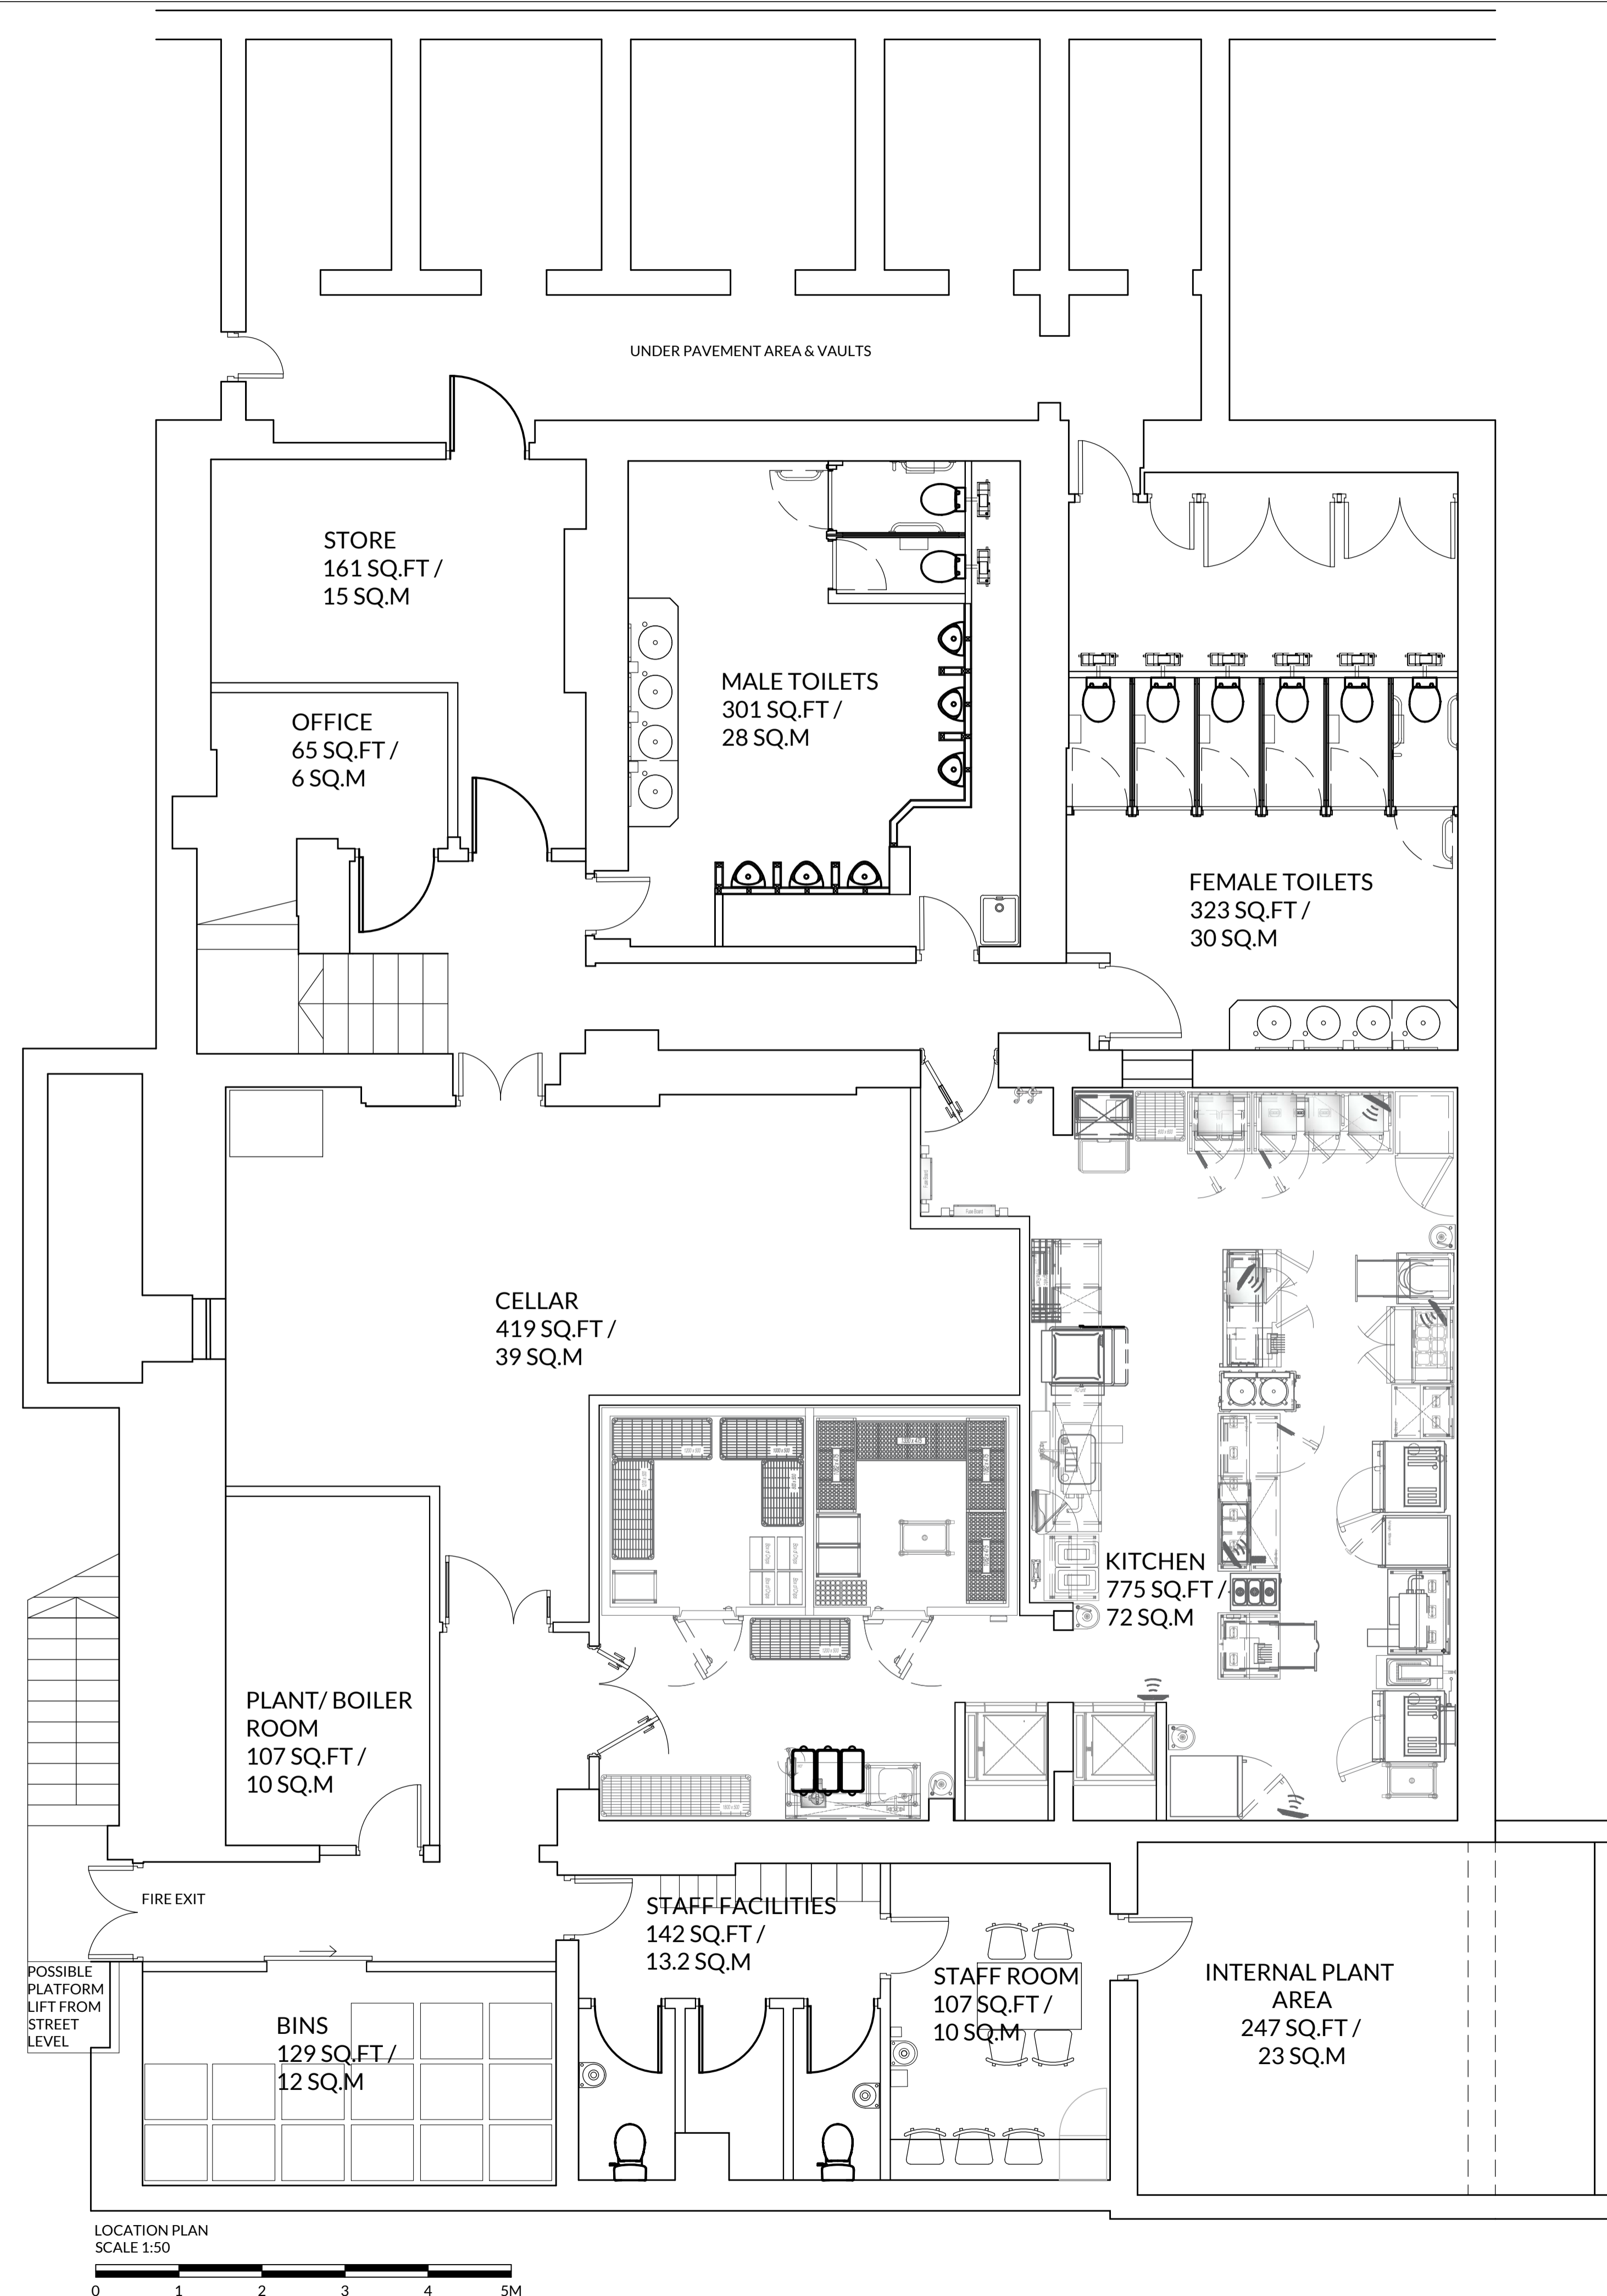 UNDER PAVEMENT AREA & VAULTS
STORE
161 SQ.FT /
15 SQ.M
OFFICE
65 SQ.FT /
6 SQ.M
MALE TOILETS
301 SQ.FT /
28 SQ.M
FEMALE TOILETS
323 SQ.FT /
30 SQ.M
Fuse Board
Fuse Board
CELLAR
419 SQ.FT /
39 SQ.M
KITCHEN
775 SQ.FT /
72 SQ.M
PLANT/ BOILER
ROOM
107 SQ.FT /
10 SQ.M
FIRE EXIT
STAFF FACILITIES
142 SQ.FT /
13.2 SQ.M
STAFF ROOM
107 SQ.FT /
10 SQ.M
INTERNAL PLANT
AREA
247 SQ.FT /
23 SQ.M
POSSIBLE
PLATFORM
LIFT FROM
STREET
LEVEL
BINS
129 SQ.FT /
12 SQ.M
LOCATION PLAN
SCALE 1:50
0 1 2 3 4 5M